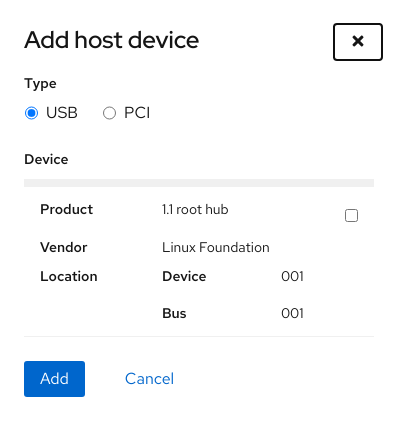 Add host device
Type
USB PCI
Device
Product 1.1 root hub
Vendor Linux Foundation
Location Device 001
Bus 001
Add Cancel